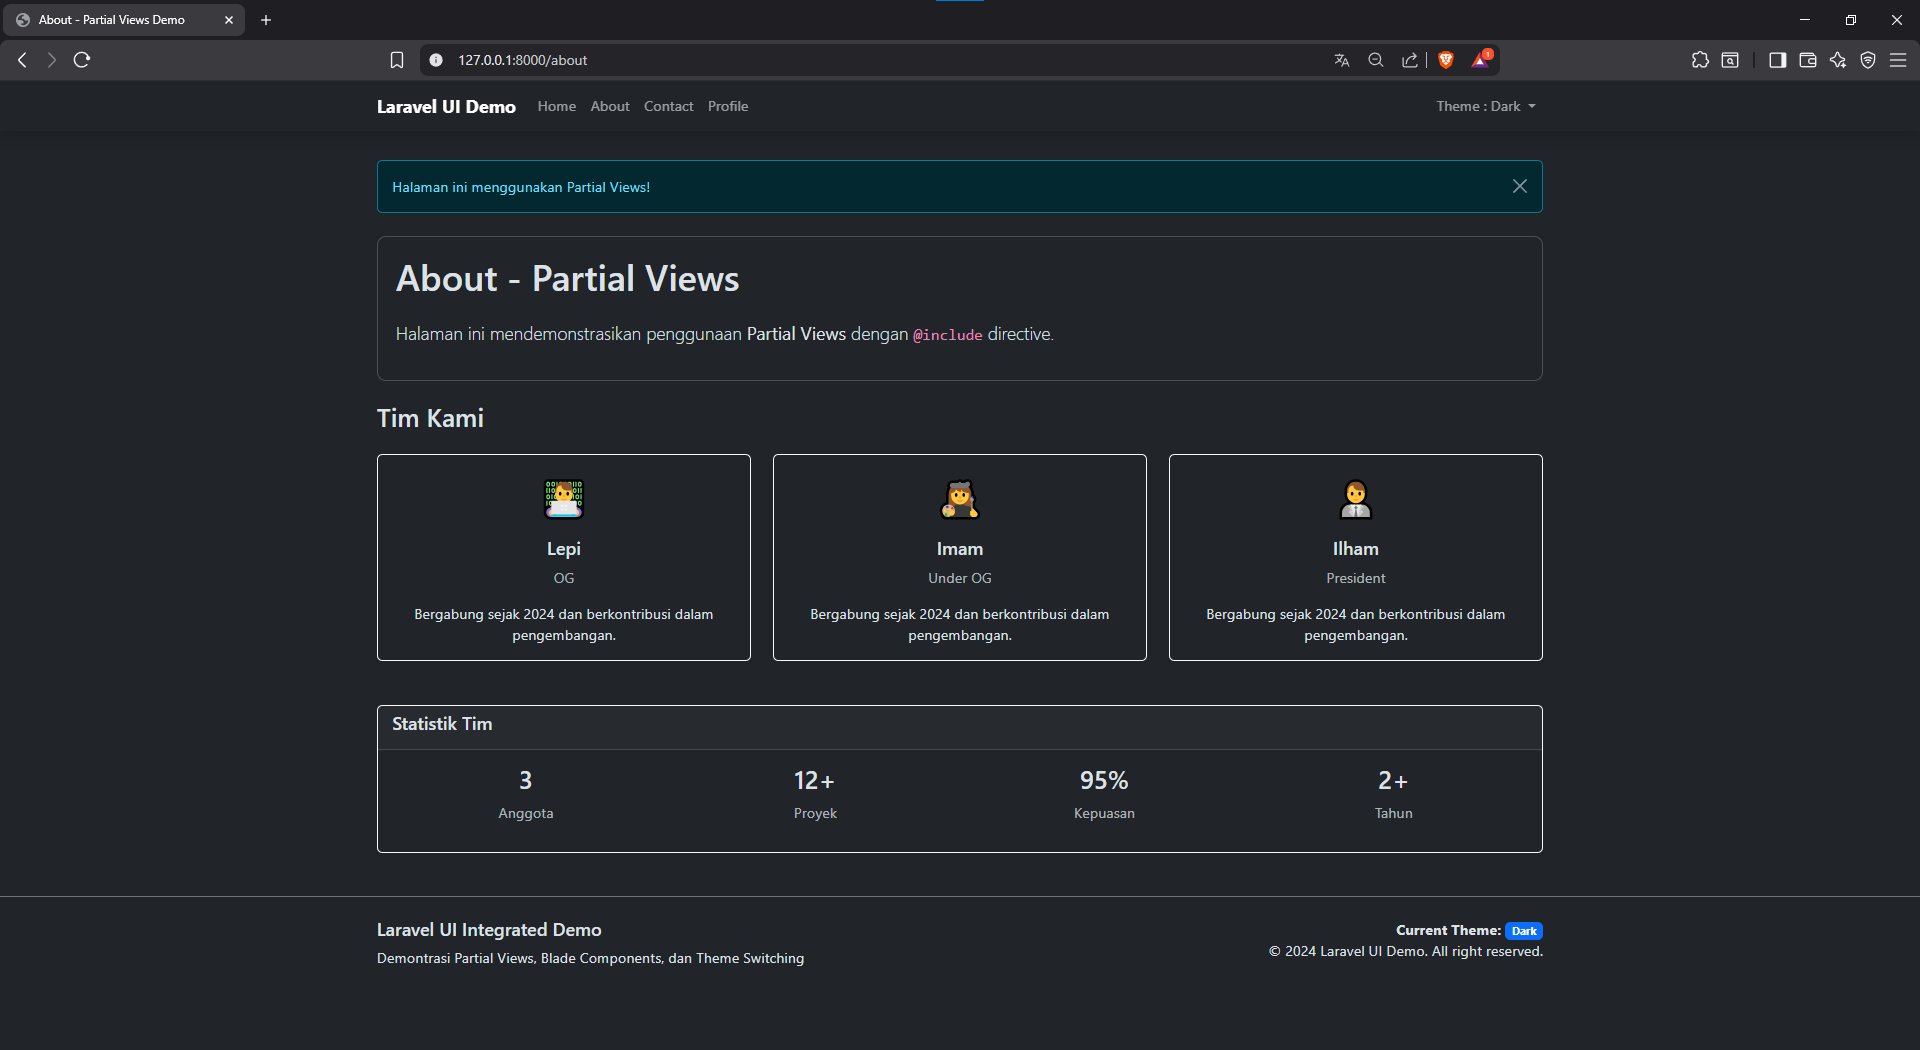 About - Partial Views Demo
127.0.0.1:8000/about
1
Laravel UI Demo Home About Contact Profile Theme : Dark
Halaman ini menggunakan Partial Views!
About - Partial Views
Halaman ini mendemonstrasikan penggunaan Partial Views dengan @include directive.
Tim Kami
Lepi
OG
Bergabung sejak 2024 dan berkontribusi dalam
pengembangan.
Imam
Under OG
Bergabung sejak 2024 dan berkontribusi dalam
pengembangan.
Ilham
President
Bergabung sejak 2024 dan berkontribusi dalam
pengembangan.
Statistik Tim
3 12+ 95% 2+
Anggota Proyek Kepuasan Tahun
Laravel UI Integrated Demo
Demontrasi Partial Views, Blade Components, dan Theme Switching
Current Theme: Dark
© 2024 Laravel UI Demo. All right reserved.